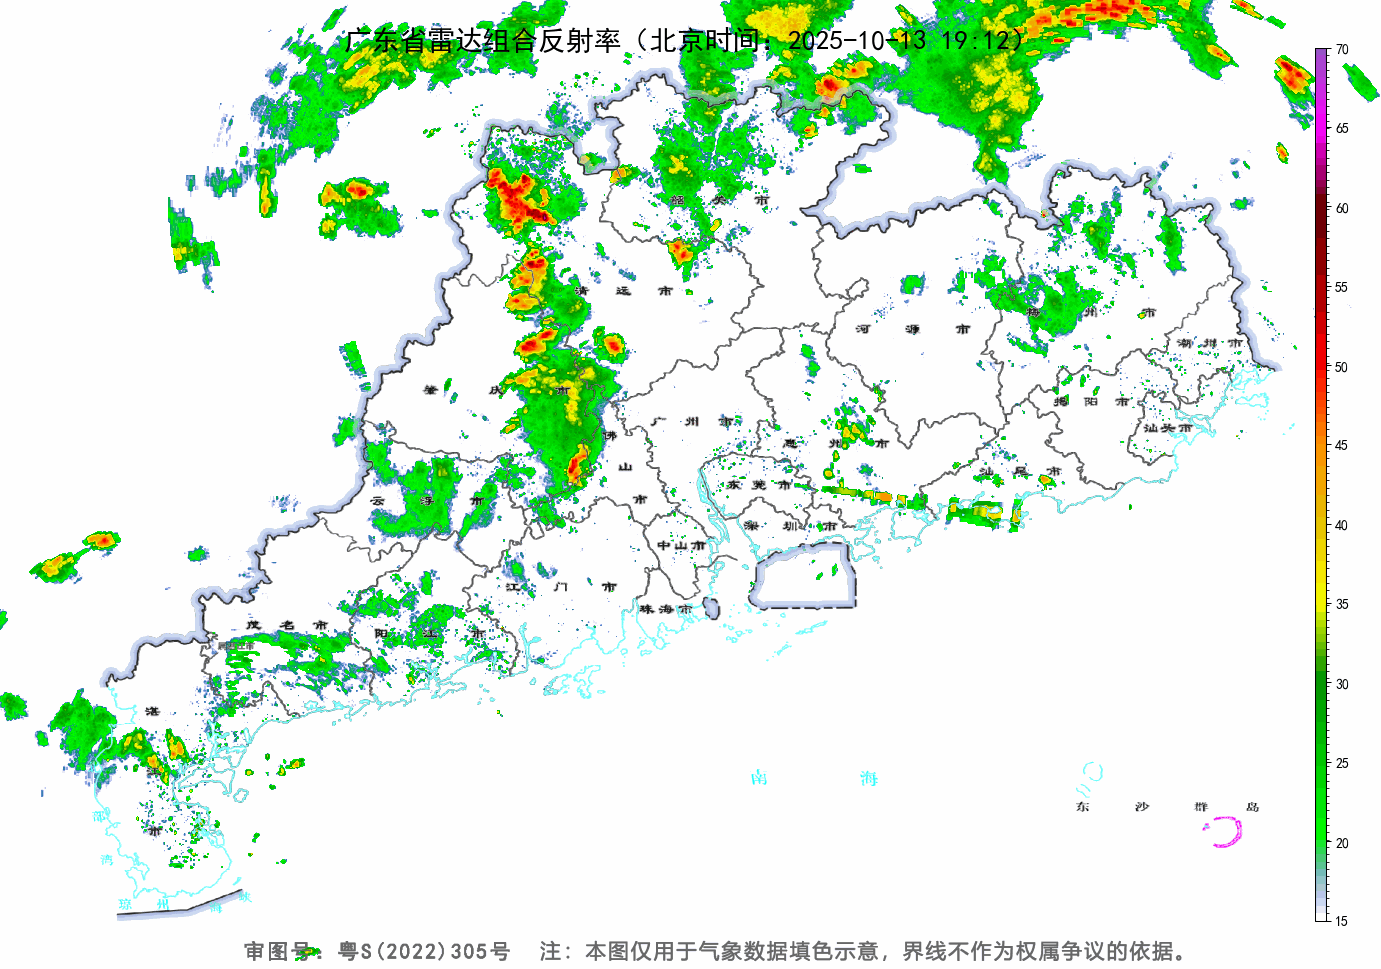 广东省雷达组合反射率（北京时间：2025-10-13 19:12）
70
65
60
55
50
45
40
35
30
25
20
15
韶关市
清远市
河源市
梅州市
潮州市
肇庆市
揭阳市
汕头市
广州市
佛山市
惠州市
汕尾市
云浮市
东莞市
深圳市
中山市
江门市
珠海市
茂名市
阳江市
湛江市
南海
东沙群岛
琼州海峡
审图号：粤S(2022)305号 注：本图仅用于气象数据填色示意，界线不作为权属争议的依据。